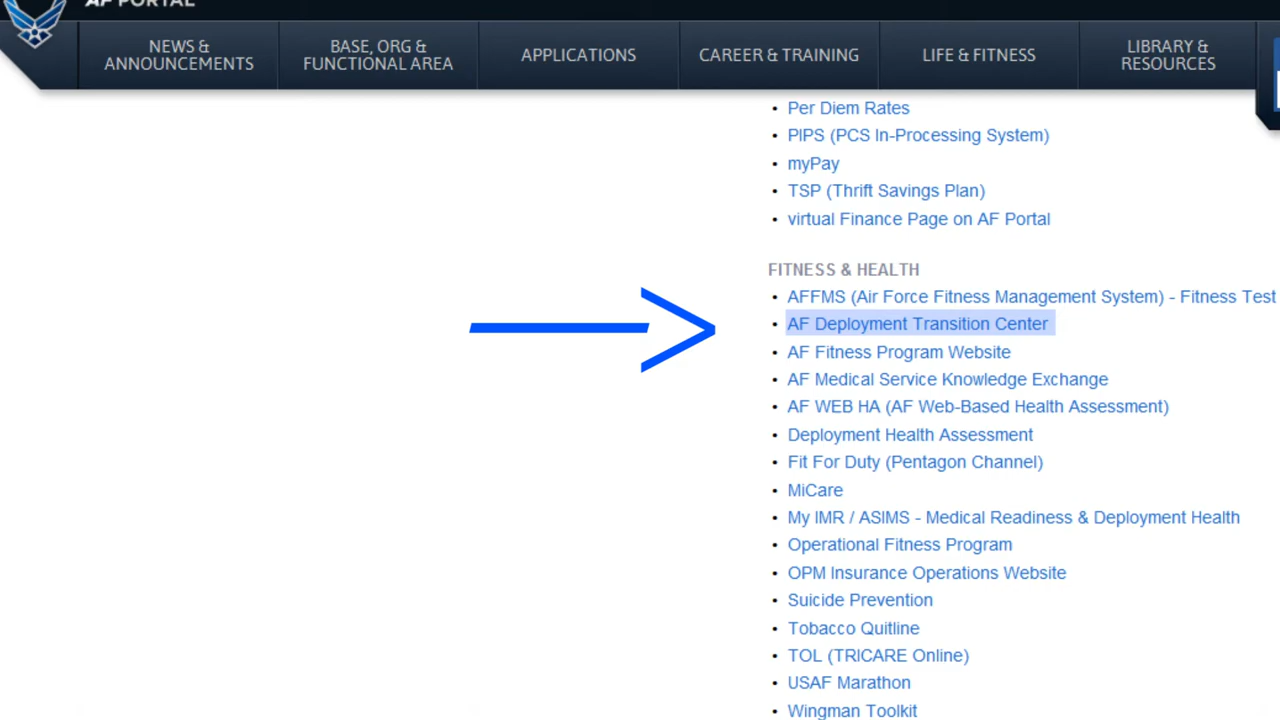 AF PORTAL
NEWS &
ANNOUNCEMENTS
BASE, ORG &
FUNCTIONAL AREA
APPLICATIONS
CAREER & TRAINING
LIFE & FITNESS
LIBRARY &
RESOURCES
• Per Diem Rates
• PIPS (PCS In-Processing System)
• myPay
• TSP (Thrift Savings Plan)
• virtual Finance Page on AF Portal
FITNESS & HEALTH
• AFFMS (Air Force Fitness Management System) - Fitness Test
• AF Deployment Transition Center
• AF Fitness Program Website
• AF Medical Service Knowledge Exchange
• AF WEB HA (AF Web-Based Health Assessment)
• Deployment Health Assessment
• Fit For Duty (Pentagon Channel)
• MiCare
• My IMR / ASIMS - Medical Readiness & Deployment Health
• Operational Fitness Program
• OPM Insurance Operations Website
• Suicide Prevention
• Tobacco Quitline
• TOL (TRICARE Online)
• USAF Marathon
• Wingman Toolkit